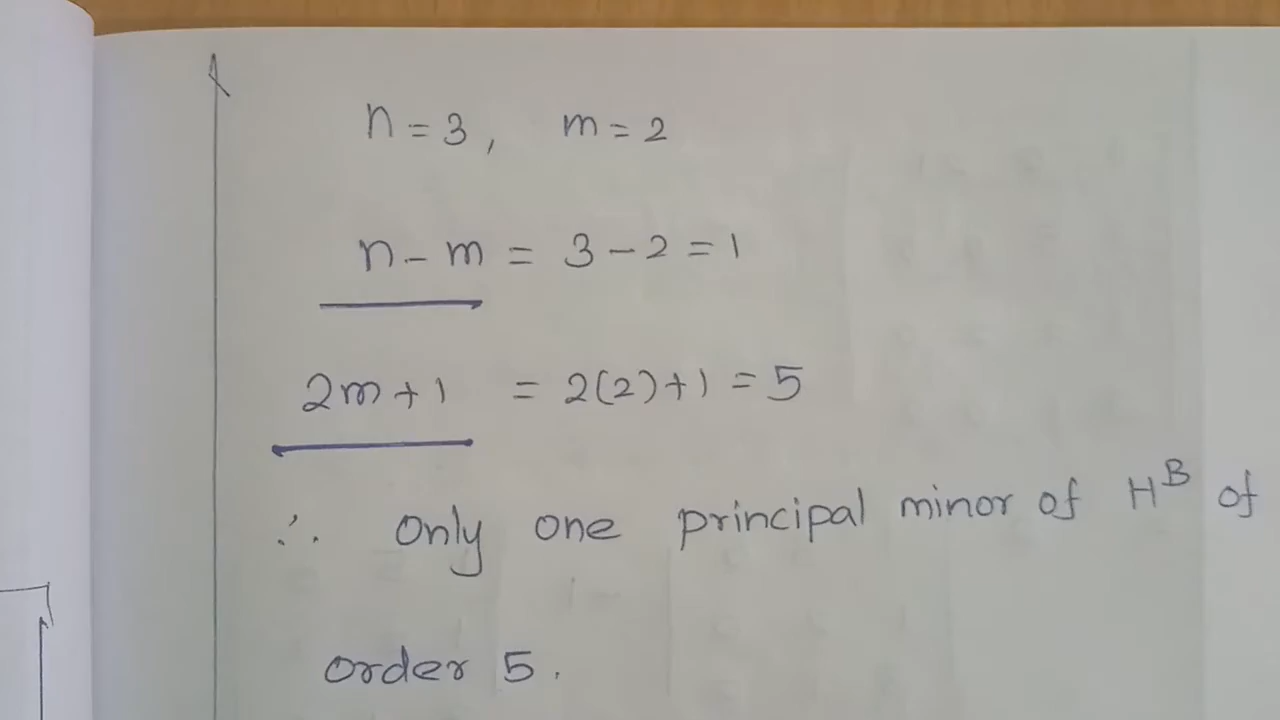 n = 3, m = 2
n - m = 3 - 2 = 1
2m + 1 = 2(2) + 1 = 5
∴ Only one principal minor of H^B of
order 5.